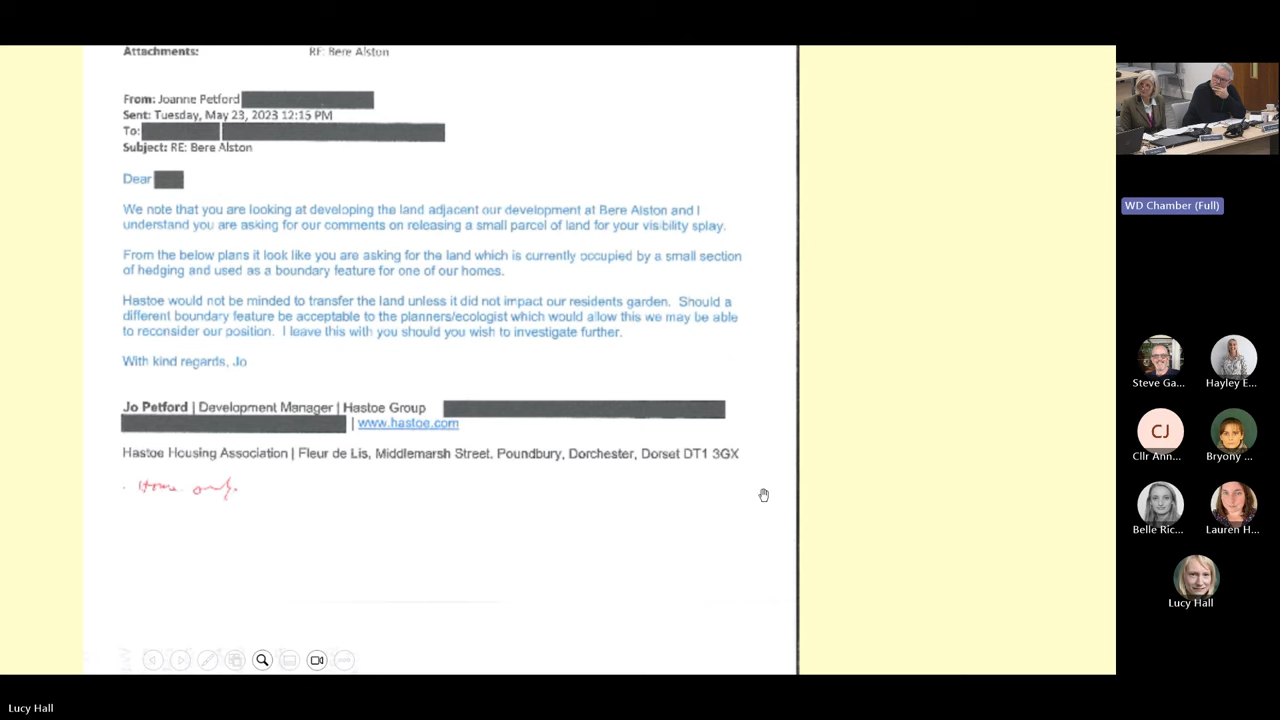 Attachments: RE: Bere Alston
From: Joanne Petford
Sent: Tuesday, May 23, 2023 12:15 PM
To:
Subject: RE: Bere Alston
Dear
We note that you are looking at developing the land adjacent our development at Bere Alston and I
understand you are asking for our comments on releasing a small parcel of land for your visibility splay.
From the below plans it look like you are asking for the land which is currently occupied by a small section
of hedging and used as a boundary feature for one of our homes.
Hastoe would not be minded to transfer the land unless it did not impact our residents garden. Should a
different boundary feature be acceptable to the planners/ecologist which would allow this we may be able
to reconsider our position. I leave this with you should you wish to investigate further.
With kind regards, Jo
Jo Petford | Development Manager | Hastoe Group
| www.hastoe.com
Hastoe Housing Association | Fleur de Lis, Middlemarsh Street, Poundbury, Dorchester, Dorset DT1 3GX
WD Chamber (Full)
Steve Ga...
Hayley E...
CJ
Cllr Ann...
Bryony ...
Belle Ric...
Lauren H...
Lucy Hall
Lucy Hall